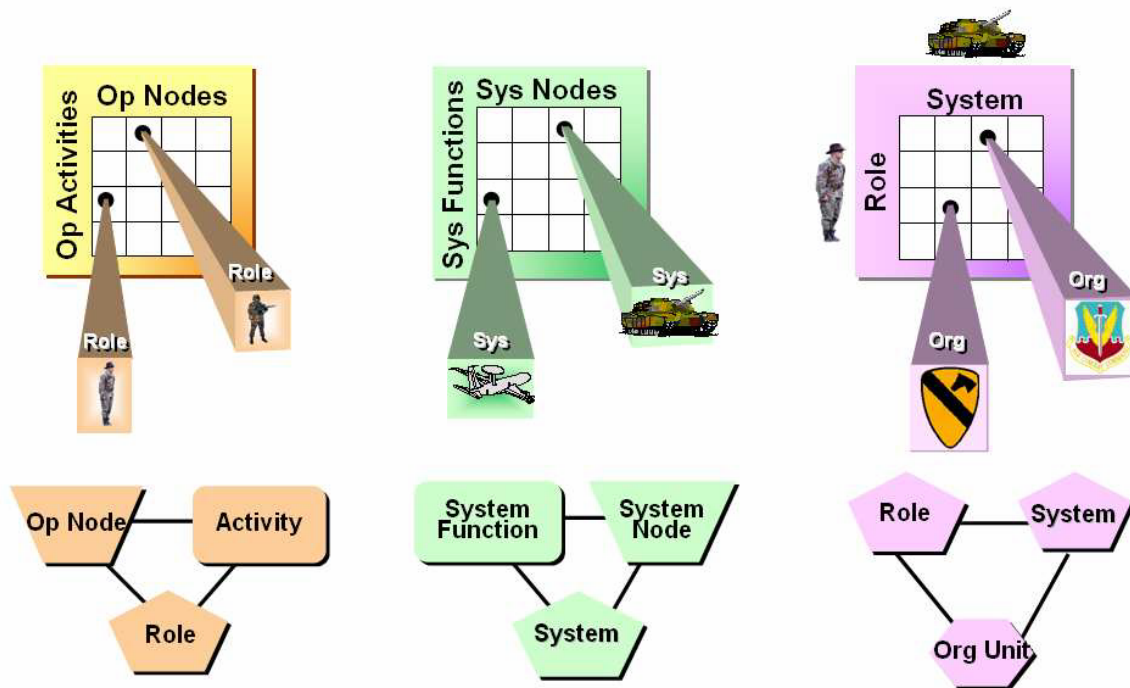 Op Nodes
Op Activities
Role
Role
Sys Nodes
Sys Functions
Sys
Sys
System
Role
Org
Org
Op Node
Activity
Role
System
Function
System
Node
System
Role
System
Org Unit